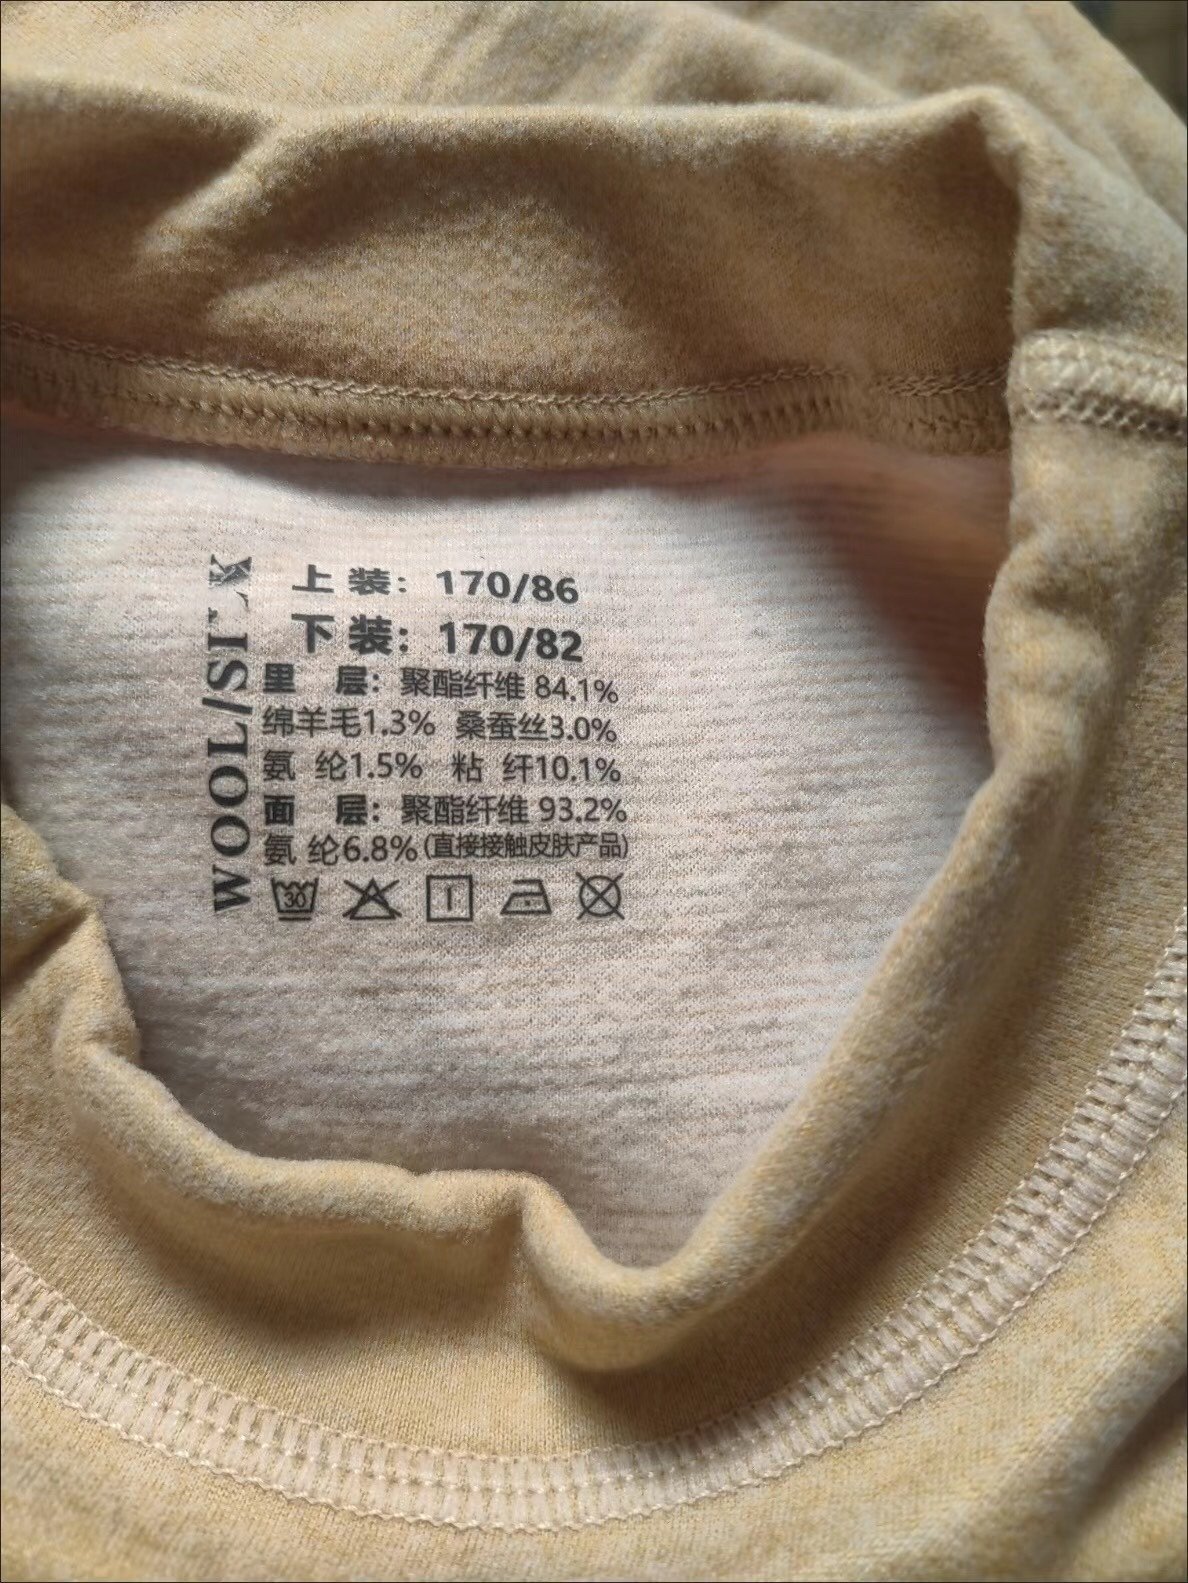 WOOL/SILK
上 装：170/86
下 装：170/82
里 层：聚酯纤维 84.1%
绵羊毛1.3% 桑蚕丝3.0%
氨 纶1.5% 粘 纤10.1%
面 层：聚酯纤维 93.2%
氨 纶6.8%(直接接触皮肤产品)
30